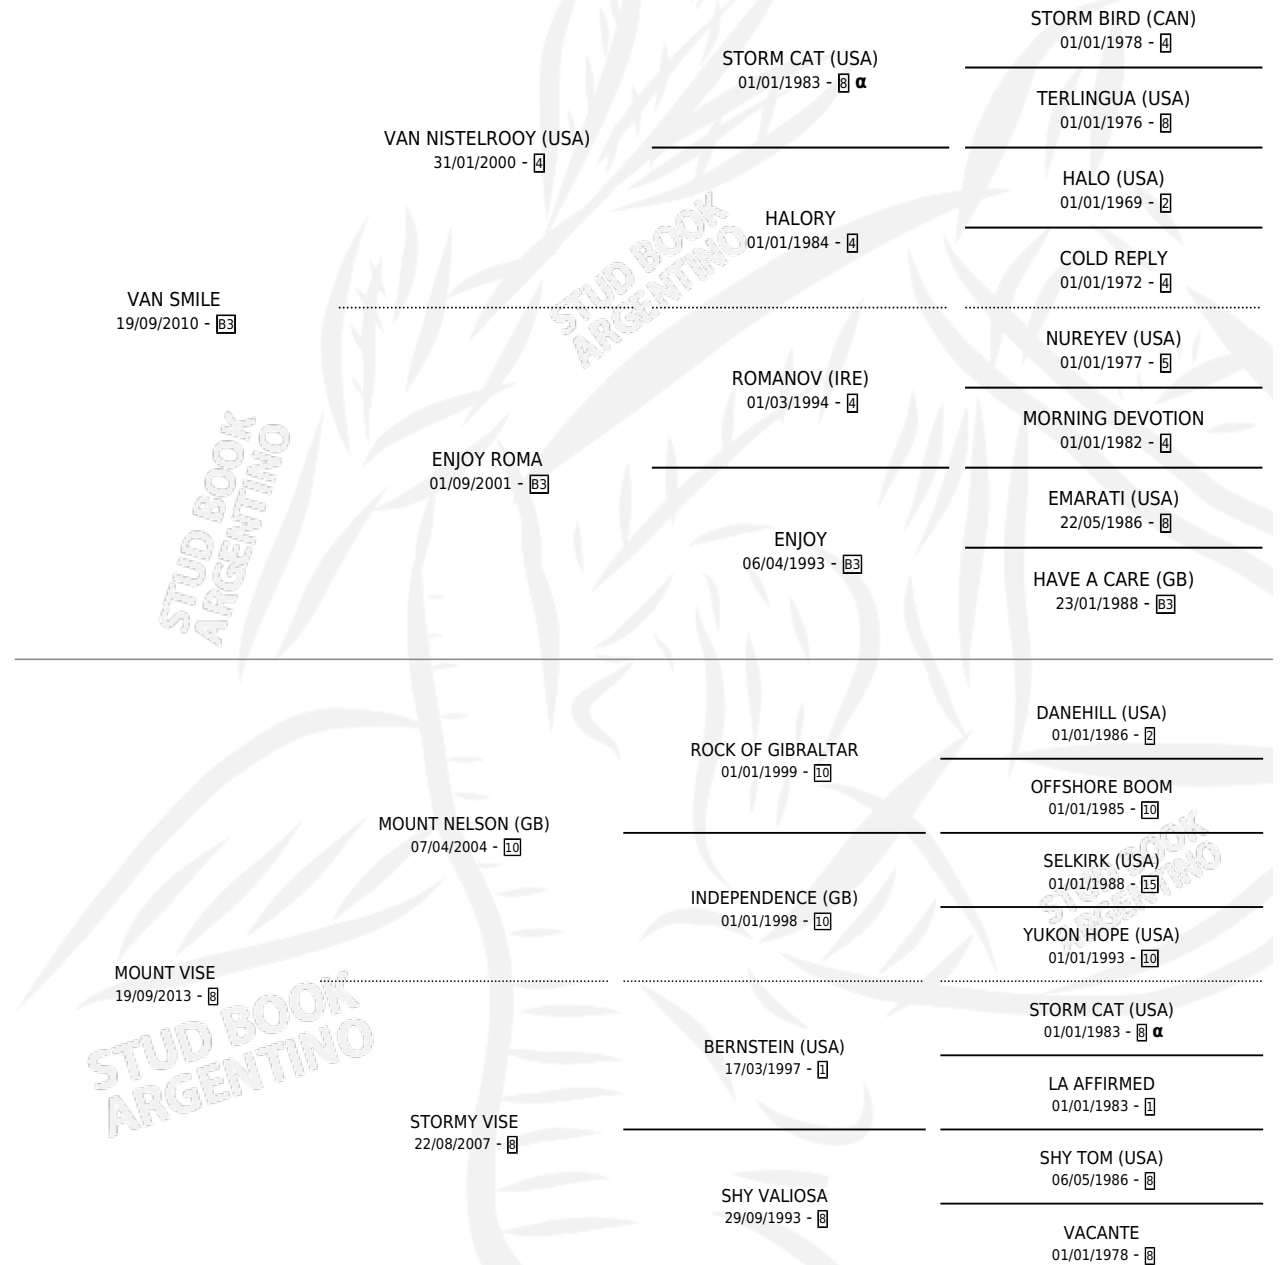 STORM BIRD (CAN)
01/01/1978 - 4
STORM CAT (USA)
01/01/1983 - 8 α
TERLINGUA (USA)
01/01/1976 - 8
VAN NISTELROOY (USA)
31/01/2000 - 4
HALO (USA)
01/01/1969 - 2
HALORY
01/01/1984 - 4
COLD REPLY
01/01/1972 - 4
VAN SMILE
19/09/2010 - B3
STUD BOOK
ARGENTINO
NUREYEV (USA)
01/01/1977 - 5
ROMANOV (IRE)
01/03/1994 - 4
MORNING DEVOTION
01/01/1982 - 4
ENJOY ROMA
01/09/2001 - B3
EMARATI (USA)
22/05/1986 - 8
ENJOY
06/04/1993 - B3
HAVE A CARE (GB)
23/01/1988 - B3
STUD BOOK
ARGENTINO
DANEHILL (USA)
01/01/1986 - 2
ROCK OF GIBRALTAR
01/01/1999 - 10
OFFSHORE BOOM
01/01/1985 - 10
MOUNT NELSON (GB)
07/04/2004 - 10
SELKIRK (USA)
01/01/1988 - 15
INDEPENDENCE (GB)
01/01/1998 - 10
YUKON HOPE (USA)
01/01/1993 - 10
STUD BOOK
ARGENTINO
MOUNT VISE
19/09/2013 - 8
STUD BOOK
ARGENTINO
STORM CAT (USA)
01/01/1983 - 8 α
BERNSTEIN (USA)
17/03/1997 - 1
LA AFFIRMED
01/01/1983 - 1
STORMY VISE
22/08/2007 - 8
SHY TOM (USA)
06/05/1986 - 8
SHY VALIOSA
29/09/1993 - 8
VACANTE
01/01/1978 - 8